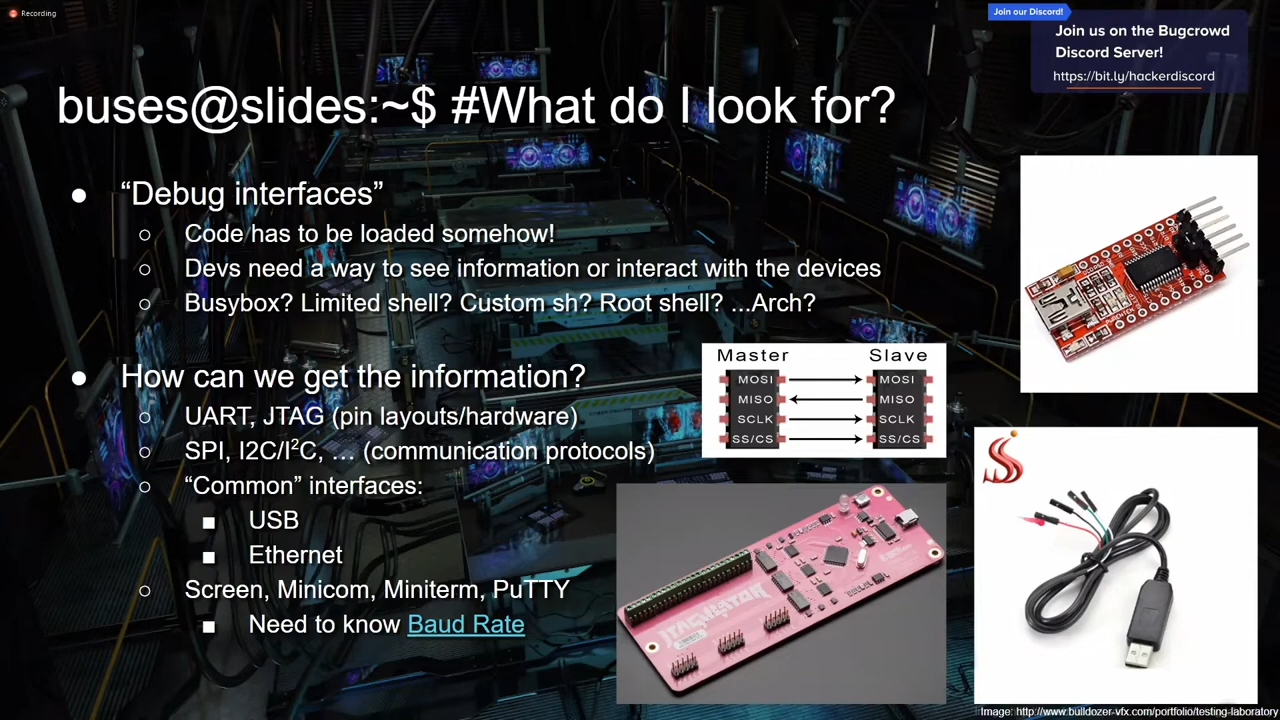 Recording
Join our Discord!
Join us on the Bugcrowd
Discord Server!
https://bit.ly/hackerdiscord
buses@slides:~$ #What do I look for?
● “Debug interfaces”
○ Code has to be loaded somehow!
○ Devs need a way to see information or interact with the devices
○ Busybox? Limited shell? Custom sh? Root shell? ...Arch?
● How can we get the information?
○ UART, JTAG (pin layouts/hardware)
○ SPI, I2C/I²C, … (communication protocols)
○ “Common” interfaces:
■ USB
■ Ethernet
○ Screen, Minicom, Miniterm, PuTTY
■ Need to know Baud Rate
Master Slave
MOSI MOSI
MISO MISO
SCLK SCLK
SS/CS SS/CS
JTAGULATOR
Image: http://www.bulldozer-vfx.com/portfolio/testing-laboratory